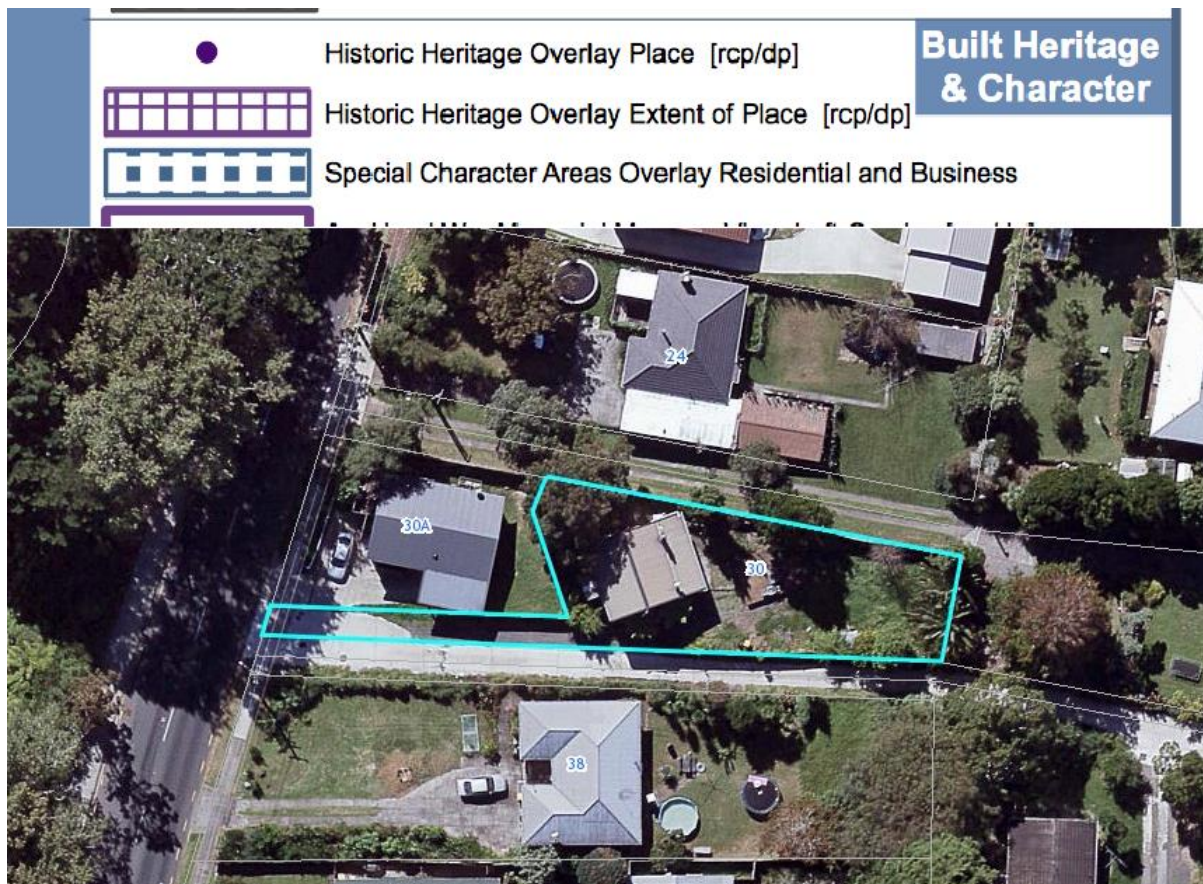 Built Heritage
& Character
Historic Heritage Overlay Place [rcp/dp]
Historic Heritage Overlay Extent of Place [rcp/dp]
Special Character Areas Overlay Residential and Business
24
30A
30
38